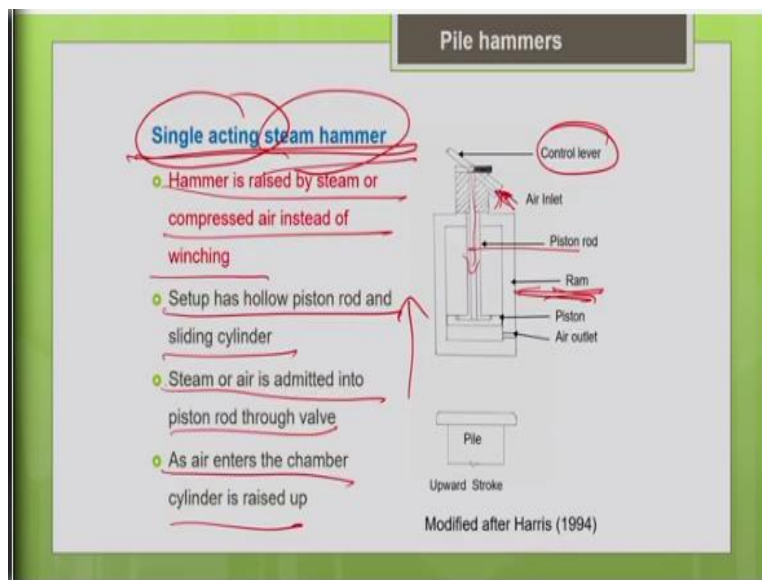 Pile hammers
Single acting steam hammer
Hammer is raised by steam or
compressed air instead of
winching
Setup has hollow piston rod and
sliding cylinder
Steam or air is admitted into
piston rod through valve
As air enters the chamber
cylinder is raised up
Control lever
Air Inlet
Piston rod
Ram
Piston
Air outlet
Pile
Upward Stroke
Modified after Harris (1994)